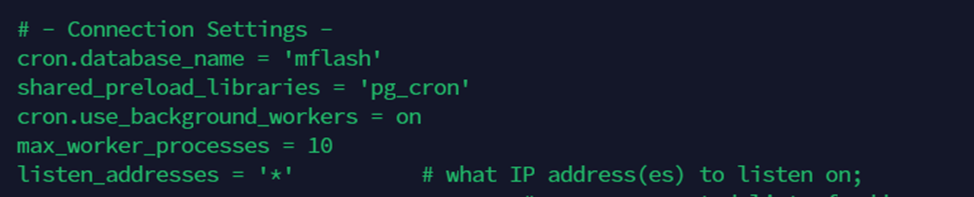 # – Connection Settings –
cron.database_name = 'mflash'
shared_preload_libraries = 'pg_cron'
cron.use_background_workers = on
max_worker_processes = 10
listen_addresses = '*' # what IP address(es) to listen on;